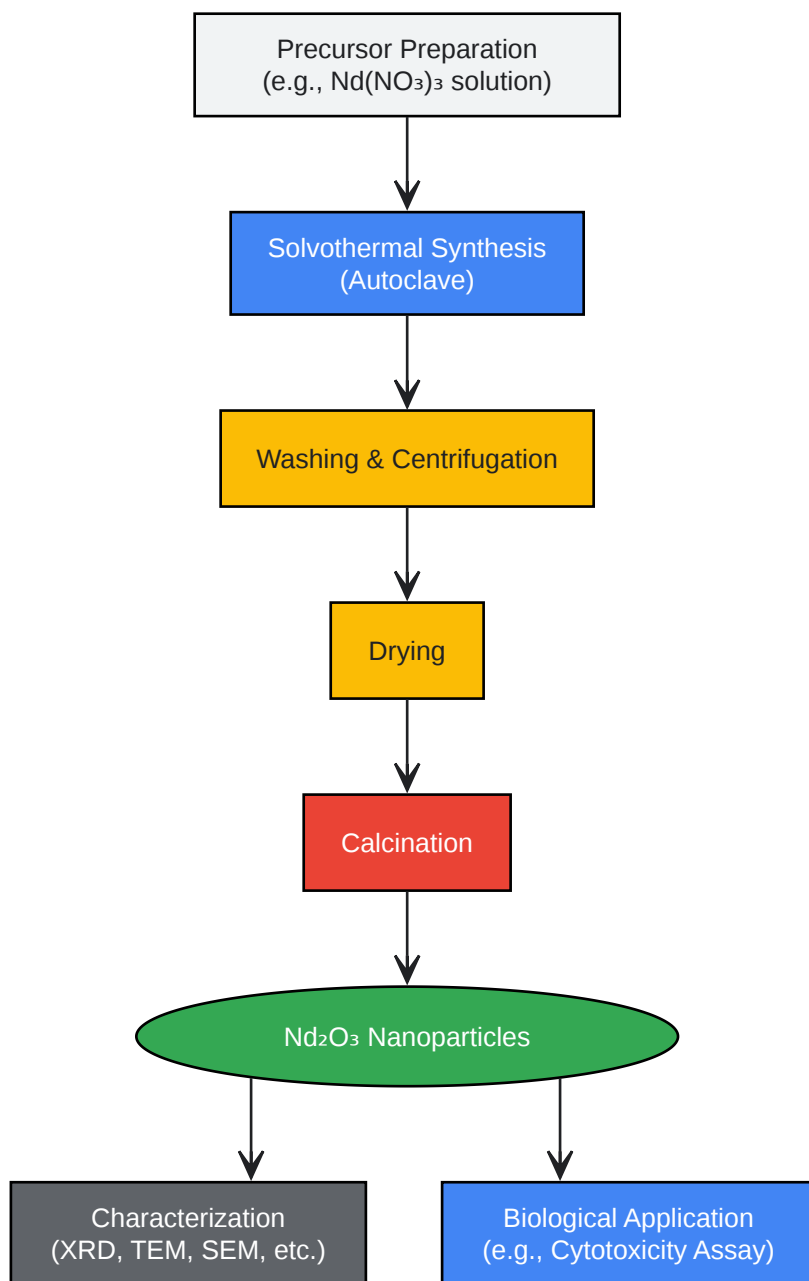 Precursor Preparation
(e.g., Nd(NO₃)₃ solution)
Solvothermal Synthesis
(Autoclave)
Washing & Centrifugation
Drying
Calcination
Nd₂O₃ Nanoparticles
Characterization
(XRD, TEM, SEM, etc.)
Biological Application
(e.g., Cytotoxicity Assay)